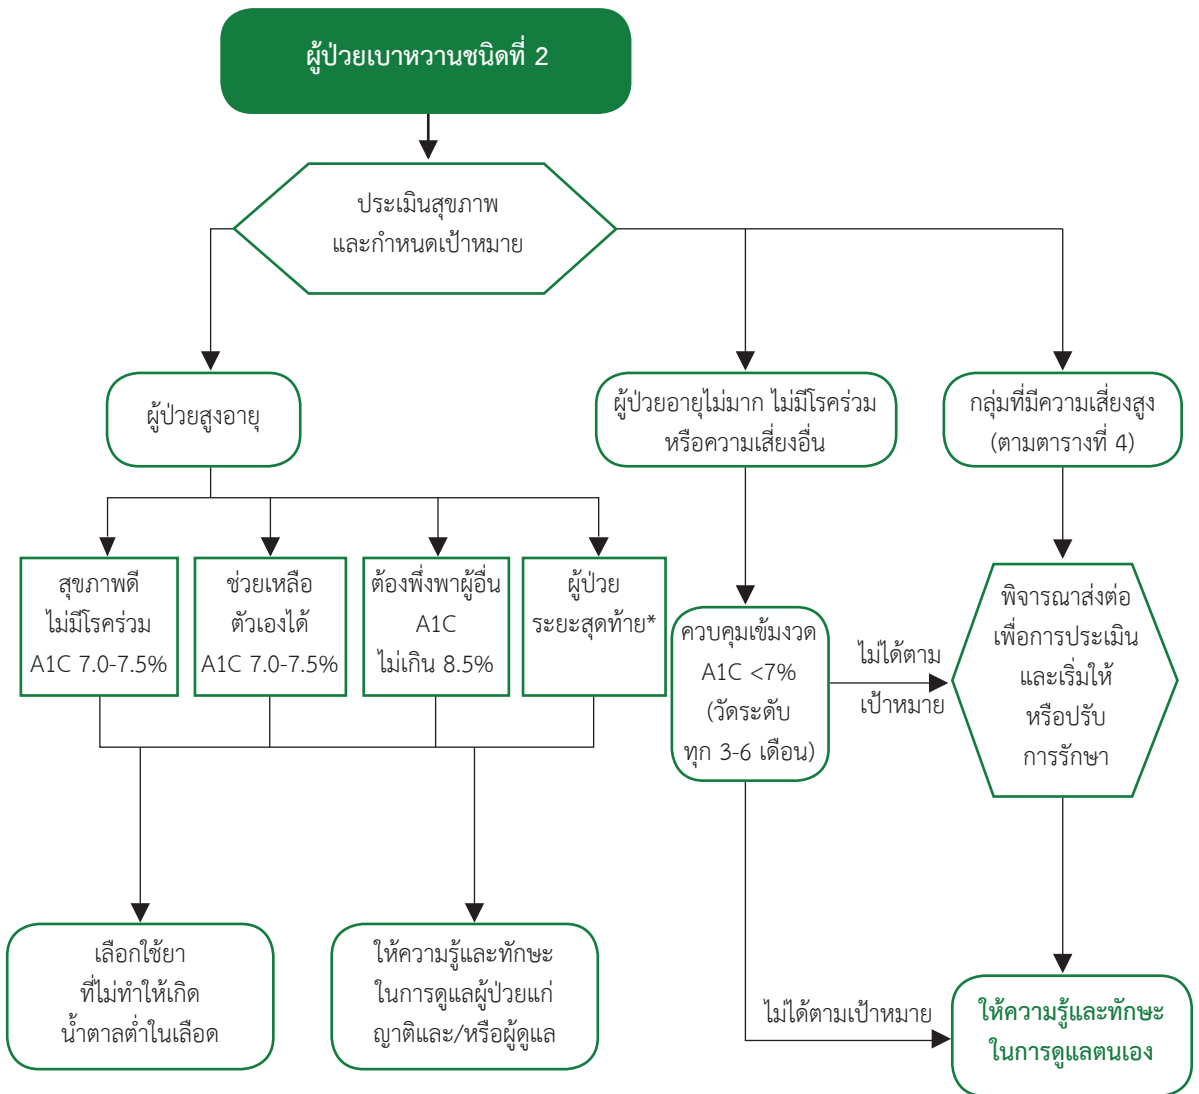 ผู้ป่วยเบาหวานชนิดที่ 2
ประเมินสุขภาพ
และกำหนดเป้าหมาย
ผู้ป่วยสูงอายุ
ผู้ป่วยอายุไม่มาก ไม่มีโรคร่วม
หรือความเสี่ยงอื่น
กลุ่มที่มีความเสี่ยงสูง
(ตามตารางที่ 4)
สุขภาพดี
ไม่มีโรคร่วม
A1C 7.0-7.5%
ช่วยเหลือ
ตัวเองได้
A1C 7.0-7.5%
ต้องพึ่งพาผู้อื่น
A1C
ไม่เกิน 8.5%
ผู้ป่วย
ระยะสุดท้าย*
ควบคุมเข้มงวด
A1C <7%
(วัดระดับ
ทุก 3-6 เดือน)
ไม่ได้ตาม
เป้าหมาย
พิจารณาส่งต่อ
เพื่อการประเมิน
และเริ่มให้
หรือปรับ
การรักษา
เลือกใช้ยา
ที่ไม่ทำให้เกิด
น้ำตาลต่ำในเลือด
ให้ความรู้และทักษะ
ในการดูแลผู้ป่วยแก่
ญาติและ/หรือผู้ดูแล
ไม่ได้ตามเป้าหมาย
ให้ความรู้และทักษะ
ในการดูแลตนเอง